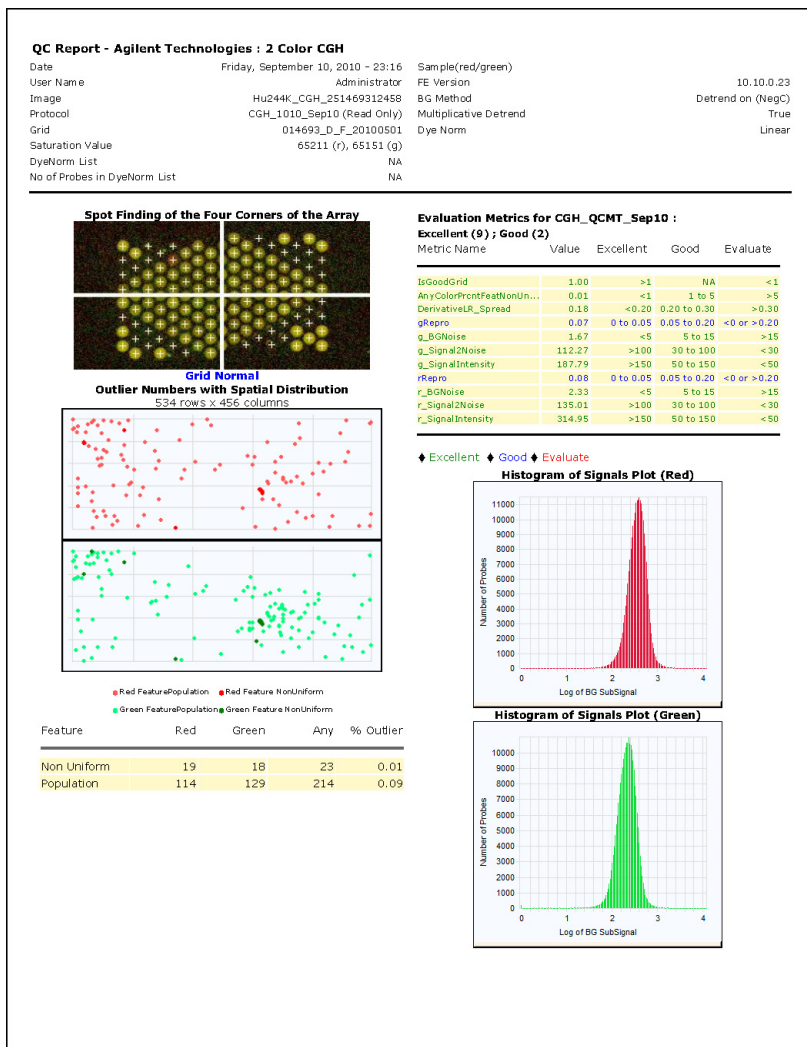 QC Report - Agilent Technologies : 2 Color CGH
Date Friday, September 10, 2010 - 23:16 Sample(red/green)
User Name Administrator FE Version 10.10.0.23
Image Hu244K_CGH_251469312458 BG Method Detrend on (NegC)
Protocol CGH_1010_Sep10 (Read Only) Multiplicative Detrend True
Grid 014693_D_F_20100501 Dye Norm Linear
Saturation Value 65211 (r), 65151 (g)
DyeNorm List NA
No of Probes in DyeNorm List NA
Spot Finding of the Four Corners of the Array
Grid Normal
Outlier Numbers with Spatial Distribution
534 rows x 456 columns
Red FeaturePopulation Red Feature NonUniform
Green FeaturePopulation Green Feature NonUniform
Feature Red Green Any % Outlier
Non Uniform 19 18 23 0.01
Population 114 129 214 0.09
Evaluation Metrics for CGH_QCMT_Sep10 :
Excellent (9) ; Good (2)
Metric Name Value Excellent Good Evaluate
IsGoodGrid 1.00 >1 NA <1
AnyColorPrcntFeatNonUn... 0.01 <1 1 to 5 >5
DerivativeLR_Spread 0.18 <0.20 0.20 to 0.30 >0.30
gRepro 0.07 0 to 0.05 0.05 to 0.20 <0 or >0.20
g_BGNoise 1.67 <5 5 to 15 >15
g_Signal2Noise 112.27 >100 30 to 100 <30
g_SignalIntensity 187.79 >150 50 to 150 <50
rRepro 0.08 0 to 0.05 0.05 to 0.20 <0 or >0.20
r_BGNoise 2.33 <5 5 to 15 >15
r_Signal2Noise 135.01 >100 30 to 100 <30
r_SignalIntensity 314.95 >150 50 to 150 <50
Excellent Good Evaluate
Histogram of Signals Plot (Red)
Number of Probes
11000
10000
9000
8000
7000
6000
5000
4000
3000
2000
1000
0
0 1 2 3 4
Log of BG SubSignal
Histogram of Signals Plot (Green)
Number of Probes
10000
9000
8000
7000
6000
5000
4000
3000
2000
1000
0
0 1 2 3 4
Log of BG SubSignal